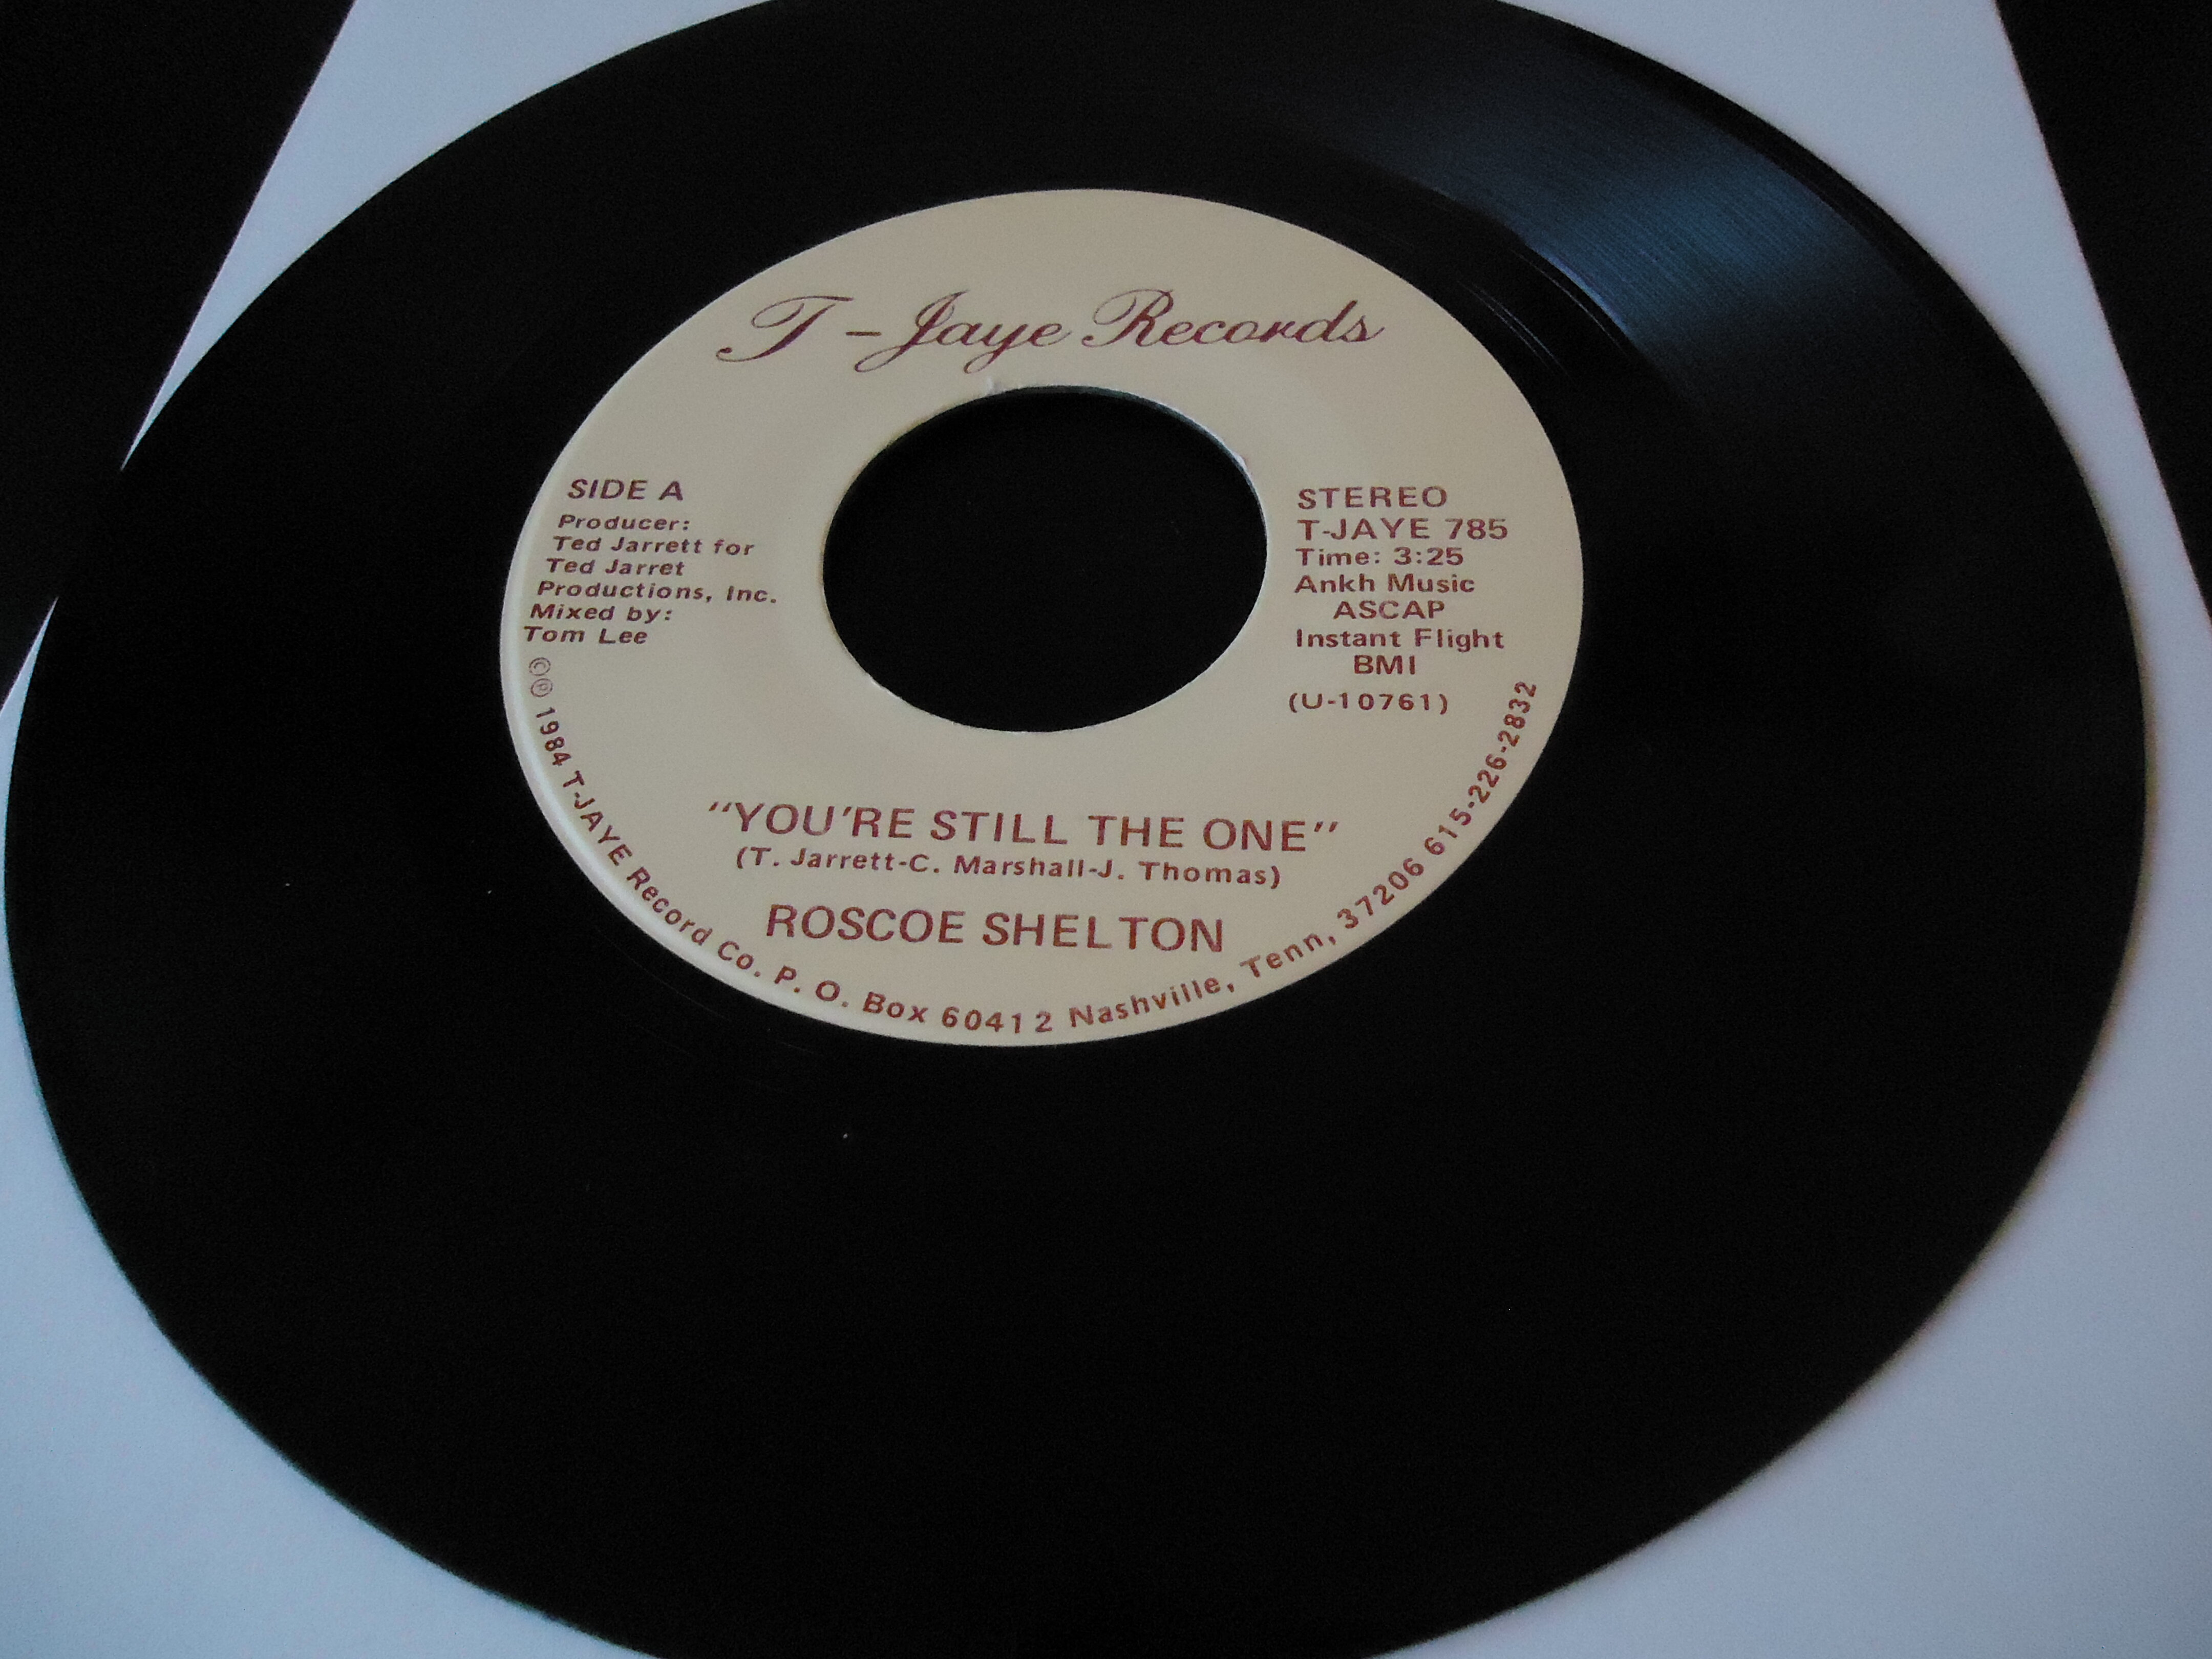 T-Jaye Records
SIDE A
Producer:
Ted Jarrett for
Ted Jarret
Productions, Inc.
Mixed by:
Tom Lee
STEREO
T-JAYE 785
Time: 3:25
Ankh Music
ASCAP
Instant Flight
BMI
(U-10761)
"YOU'RE STILL THE ONE"
(T. Jarrett-C. Marshall-J. Thomas)
ROSCOE SHELTON
©℗ 1984 T-JAYE Record Co. P. O. Box 60412 Nashville, Tenn, 37206 615-226-2832